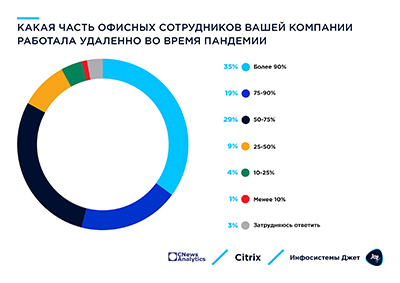 КАКАЯ ЧАСТЬ ОФИСНЫХ СОТРУДНИКОВ ВАШЕЙ КОМПАНИИ
РАБОТАЛА УДАЛЕННО ВО ВРЕМЯ ПАНДЕМИИ
35% Более 90%
19% 75-90%
29% 50-75%
9% 25-50%
4% 10-25%
1% Менее 10%
3% Затрудняюсь ответить
CNews Analytics / Citrix / Инфосистемы Джет Jet